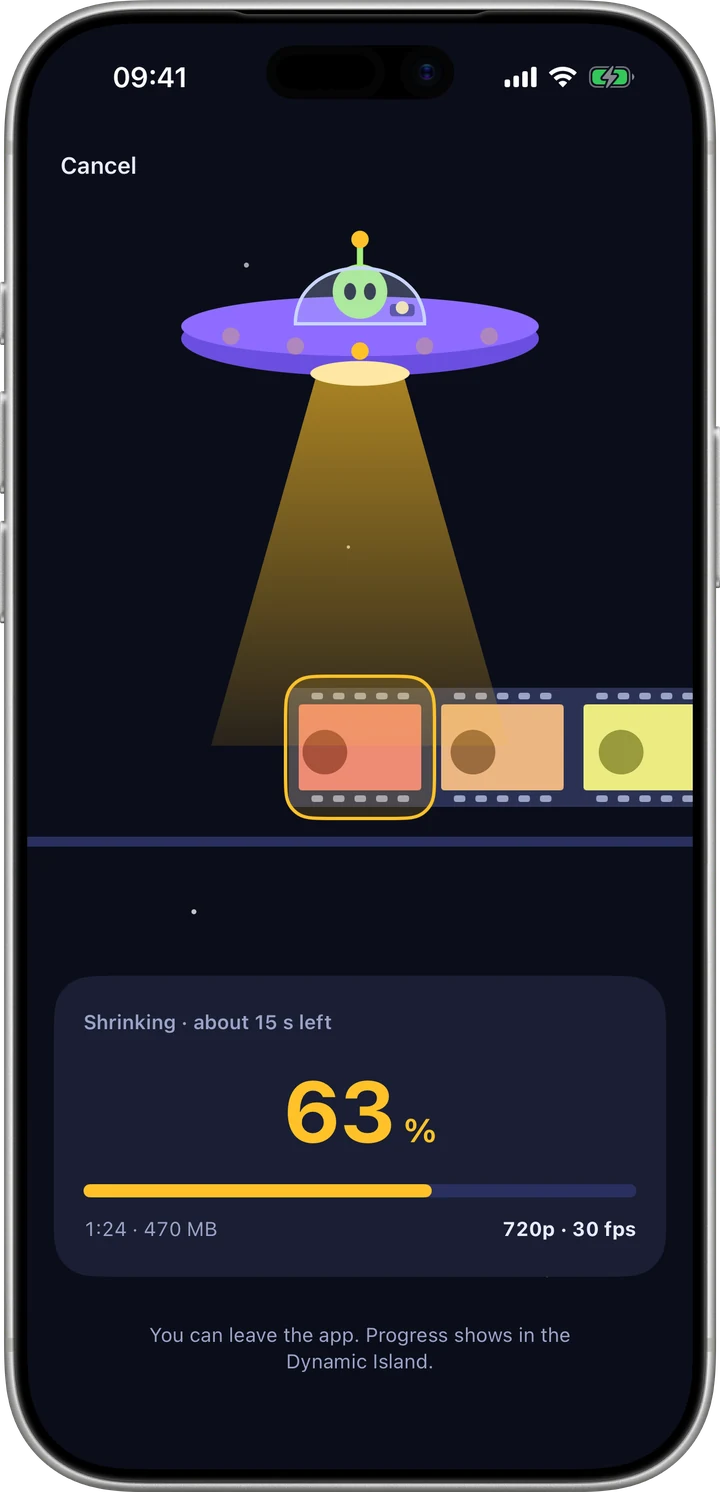 09:41
Cancel
Shrinking · about 15 s left
63 %
1:24 · 470 MB
720p · 30 fps
You can leave the app. Progress shows in the
Dynamic Island.